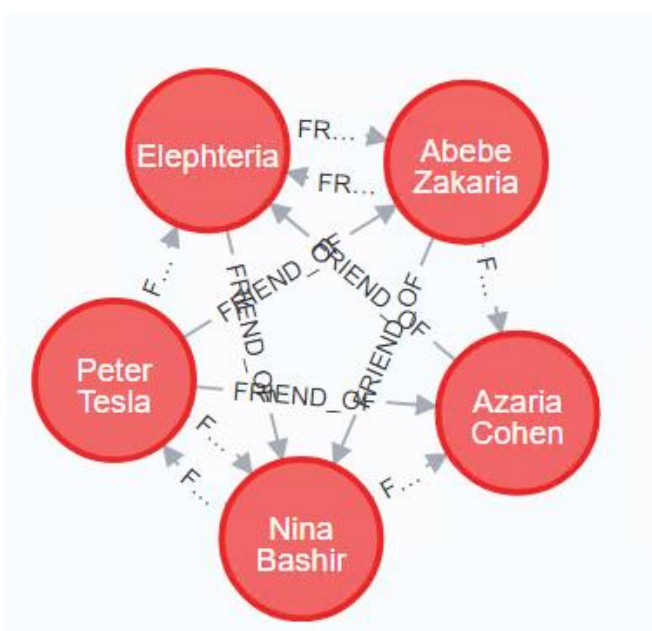 Elephteria
FR...
Abebe
Zakaria
FR...
FRIEND_OF
FRIEND_OF
FRIEND_OF
FRIEND_OF
F...
F...
Peter
Tesla
FRIEND_OF
Azaria
Cohen
F...
F...
F...
Nina
Bashir